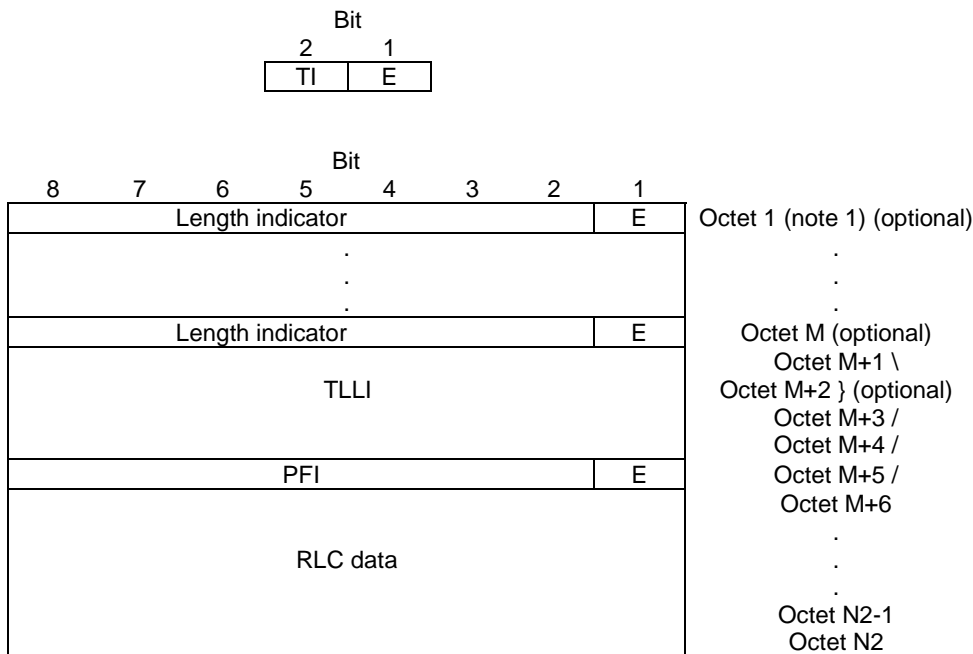 Bit
2 1
TI E
Bit
8 7 6 5 4 3 2 1
Length indicator E Octet 1 (note 1) (optional)
. .
. .
. .
Length indicator E Octet M (optional)
Octet M+1 \
TLLI Octet M+2 } (optional)
Octet M+3 /
Octet M+4 /
PFI E Octet M+5 /
Octet M+6
.
RLC data .
.
Octet N2-1
Octet N2